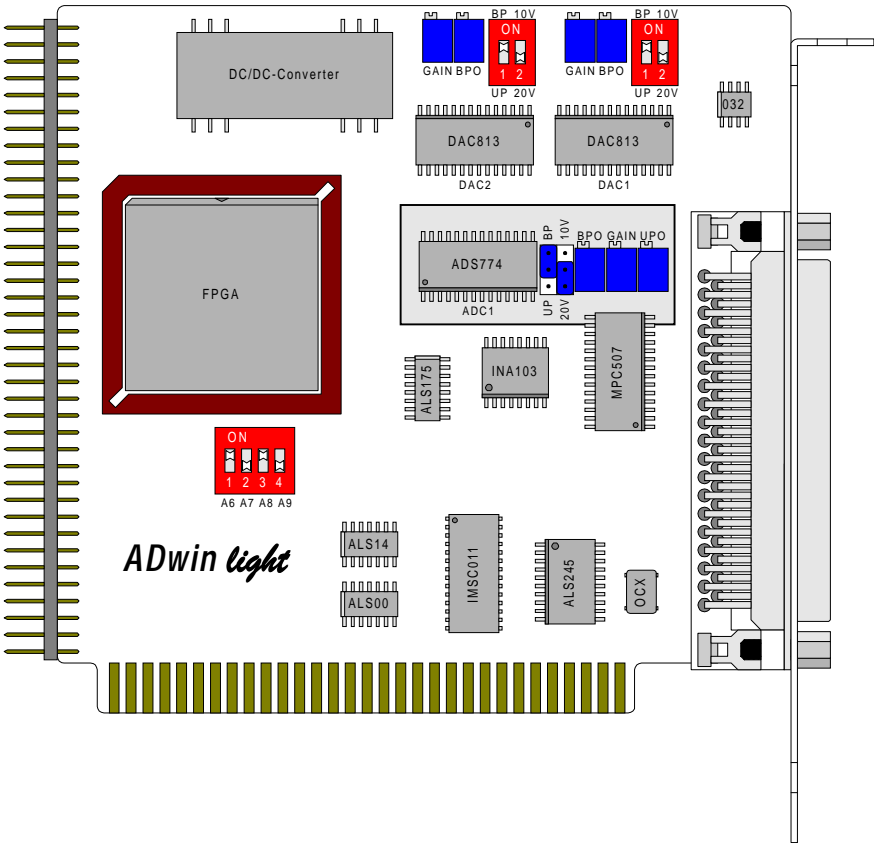 BP 10V
ON
1 2
UP 20V
GAIN BPO
BP 10V
ON
1 2
UP 20V
GAIN BPO
DC/DC-Converter
032
DAC813
DAC2
DAC813
DAC1
FPGA
ADS774
ADC1
BP 10V
UP 20V
BPO GAIN UPO
ALS175
INA103
MPC507
ON
1 2 3 4
A6 A7 A8 A9
ADwin light
ALS14
ALS00
IMSC011
ALS245
OCX